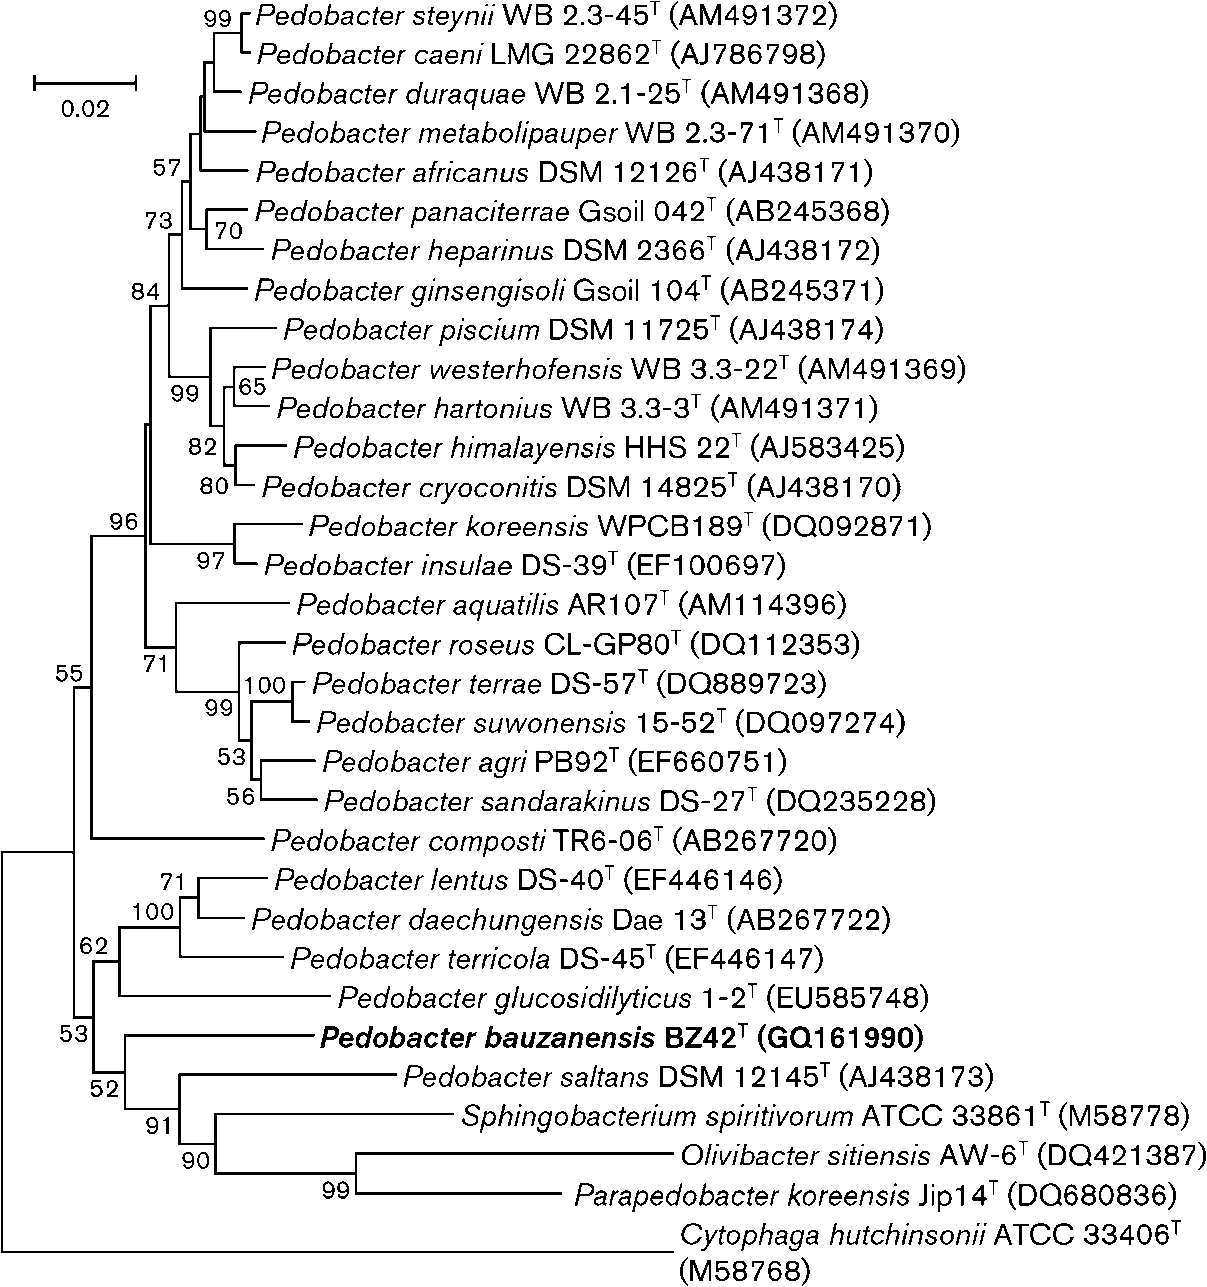 99 Pedobacter steynii WB 2.3-45ᵀ (AM491372)
Pedobacter caeni LMG 22862ᵀ (AJ786798)
Pedobacter duraquae WB 2.1-25ᵀ (AM491368)
0.02
Pedobacter metabolipauper WB 2.3-71ᵀ (AM491370)
57
Pedobacter africanus DSM 12126ᵀ (AJ438171)
Pedobacter panaciterrae Gsoil 042ᵀ (AB245368)
73
70
Pedobacter heparinus DSM 2366ᵀ (AJ438172)
84
Pedobacter ginsengisoli Gsoil 104ᵀ (AB245371)
Pedobacter piscium DSM 11725ᵀ (AJ438174)
Pedobacter westerhofensis WB 3.3-22ᵀ (AM491369)
99
65
Pedobacter hartonius WB 3.3-3ᵀ (AM491371)
82
Pedobacter himalayensis HHS 22ᵀ (AJ583425)
80
Pedobacter cryoconitis DSM 14825ᵀ (AJ438170)
96
Pedobacter koreensis WPCB189ᵀ (DQ092871)
97
Pedobacter insulae DS-39ᵀ (EF100697)
Pedobacter aquatilis AR107ᵀ (AM114396)
Pedobacter roseus CL-GP80ᵀ (DQ112353)
71
55
100
Pedobacter terrae DS-57ᵀ (DQ889723)
99
Pedobacter suwonensis 15-52ᵀ (DQ097274)
53
Pedobacter agri PB92ᵀ (EF660751)
56
Pedobacter sandarakinus DS-27ᵀ (DQ235228)
Pedobacter composti TR6-06ᵀ (AB267720)
71
Pedobacter lentus DS-40ᵀ (EF446146)
100
Pedobacter daechungensis Dae 13ᵀ (AB267722)
62
Pedobacter terricola DS-45ᵀ (EF446147)
Pedobacter glucosidilyticus 1-2ᵀ (EU585748)
53
Pedobacter bauzanensis BZ42ᵀ (GQ161990)
52
Pedobacter saltans DSM 12145ᵀ (AJ438173)
91
Sphingobacterium spiritivorum ATCC 33861ᵀ (M58778)
90
Olivibacter sitiensis AW-6ᵀ (DQ421387)
99
Parapedobacter koreensis Jip14ᵀ (DQ680836)
Cytophaga hutchinsonii ATCC 33406ᵀ
(M58768)